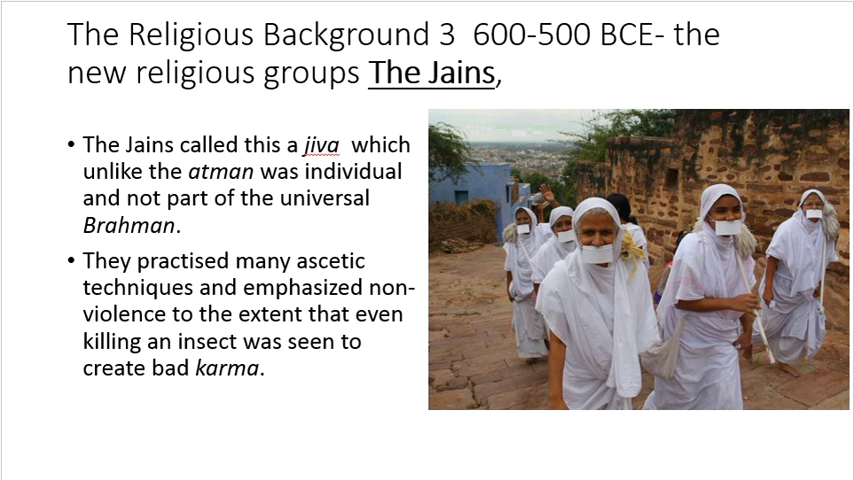 The Religious Background 3  600-500 BCE- the
new religious groups The Jains,
• The Jains called this a jiva  which
unlike the atman was individual
and not part of the universal
Brahman.
• They practised many ascetic
techniques and emphasized non-
violence to the extent that even
killing an insect was seen to
create bad karma.